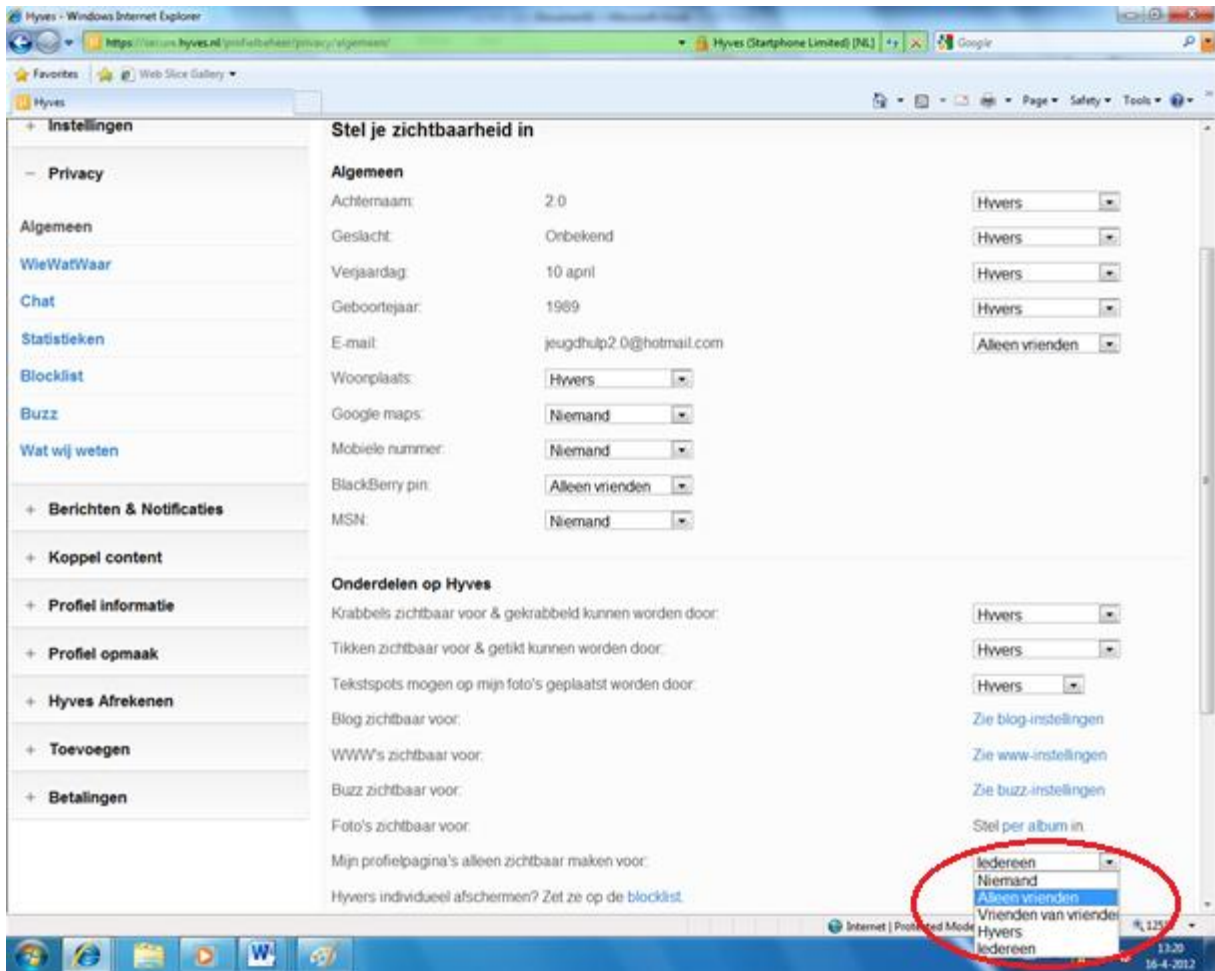 Hyves - Windows Internet Explorer
https://secure.hyves.nl/profielbeheer/privacy/algemeen/
Hyves (Startphone Limited) [NL]
Google
Favorites
Web Slice Gallery
Hyves
Page
Safety
Tools
+ Instellingen
− Privacy
Algemeen
WieWatWaar
Chat
Statistieken
Blocklist
Buzz
Wat wij weten
+ Berichten & Notificaties
+ Koppel content
+ Profiel informatie
+ Profiel opmaak
+ Hyves Afrekenen
+ Toevoegen
+ Betalingen
Stel je zichtbaarheid in
Algemeen
Achternaam: 2.0 Hyvers
Geslacht: Onbekend Hyvers
Verjaardag: 10 april Hyvers
Geboortejaar: 1989 Hyvers
E-mail: jeugdhulp2.0@hotmail.com Alleen vrienden
Woonplaats: Hyvers
Google maps: Niemand
Mobiele nummer: Niemand
BlackBerry pin: Alleen vrienden
MSN: Niemand
Onderdelen op Hyves
Krabbels zichtbaar voor & gekrabbeld kunnen worden door: Hyvers
Tikken zichtbaar voor & getikt kunnen worden door: Hyvers
Tekstspots mogen op mijn foto's geplaatst worden door: Hyvers
Blog zichtbaar voor: Zie blog-instellingen
WWW's zichtbaar voor: Zie www-instellingen
Buzz zichtbaar voor: Zie buzz-instellingen
Foto's zichtbaar voor: Stel per album in
Mijn profielpagina's alleen zichtbaar maken voor: Iedereen
Niemand
Alleen vrienden
Vrienden van vriende
Hyvers
Iedereen
Hyvers individueel afschermen? Zet ze op de blocklist.
Internet | Protected Mode
13:20
16-4-2012